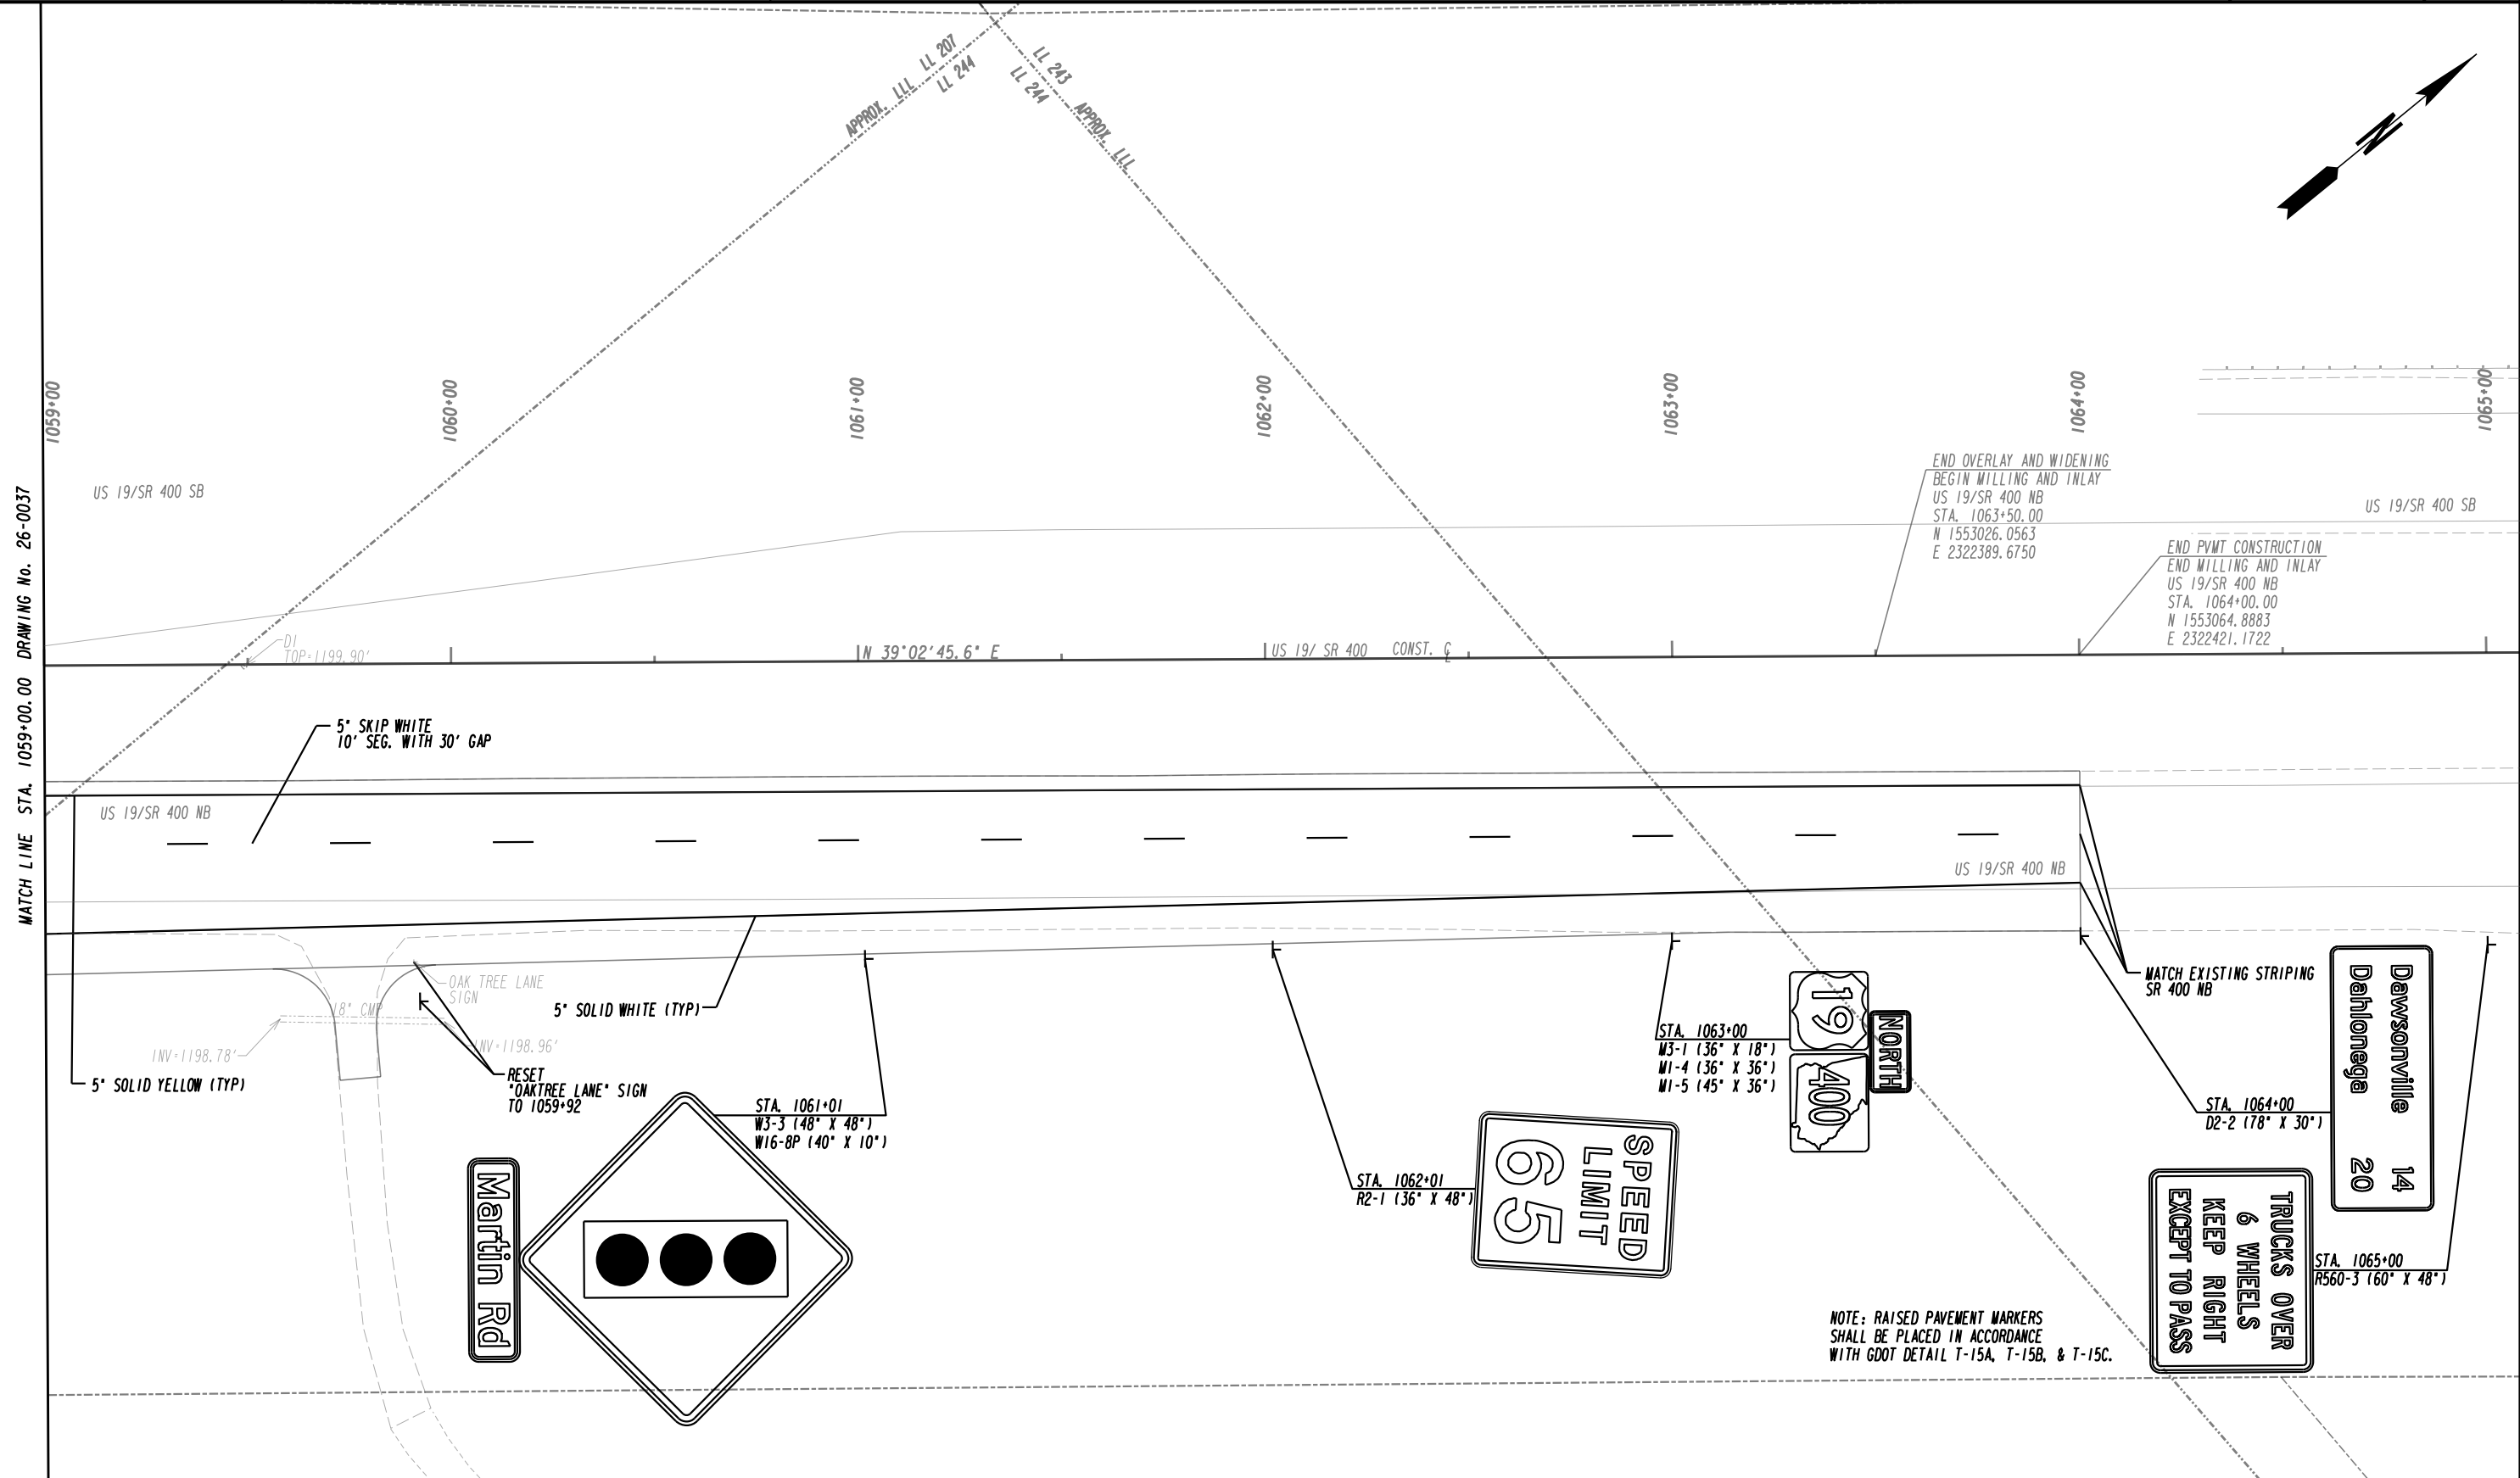 APPROX. LLL LL 207
LL 244
LL 243 APPROX. LLL
LL 244
N
1059+00
1060+00
1061+00
1062+00
1063+00
1064+00
1065+00
MATCH LINE STA. 1059+00.00 DRAWING No. 26-0037
US 19/SR 400 SB
END OVERLAY AND WIDENING
BEGIN MILLING AND INLAY
US 19/SR 400 NB
STA. 1063+50.00
N 1553026.0563
E 2322389.6750
US 19/SR 400 SB
END PVMT CONSTRUCTION
END MILLING AND INLAY
US 19/SR 400 NB
STA. 1064+00.00
N 1553064.8883
E 2322421.1722
DI
TOP=1199.90'
N 39°02'45.6" E
US 19/ SR 400 CONST. ℄
5" SKIP WHITE
10' SEG. WITH 30' GAP
US 19/SR 400 NB
US 19/SR 400 NB
OAK TREE LANE
SIGN
18" CMP
INV=1198.78'
INV=1198.96'
5" SOLID WHITE (TYP)
5" SOLID YELLOW (TYP)
RESET
"OAKTREE LANE" SIGN
TO 1059+92
STA. 1061+01
W3-3 (48" X 48")
W16-8P (40" X 10")
Martin Rd
STA. 1062+01
R2-1 (36" X 48")
SPEED
LIMIT
65
STA. 1063+00
M3-1 (36" X 18")
M1-4 (36" X 36")
M1-5 (45" X 36")
NORTH
19
400
MATCH EXISTING STRIPING
SR 400 NB
STA. 1064+00
D2-2 (78" X 30")
Dawsonville 14
Dahlonega 20
STA. 1065+00
R560-3 (60" X 48")
TRUCKS OVER
6 WHEELS
KEEP RIGHT
EXCEPT TO PASS
NOTE: RAISED PAVEMENT MARKERS
SHALL BE PLACED IN ACCORDANCE
WITH GDOT DETAIL T-15A, T-15B, & T-15C.